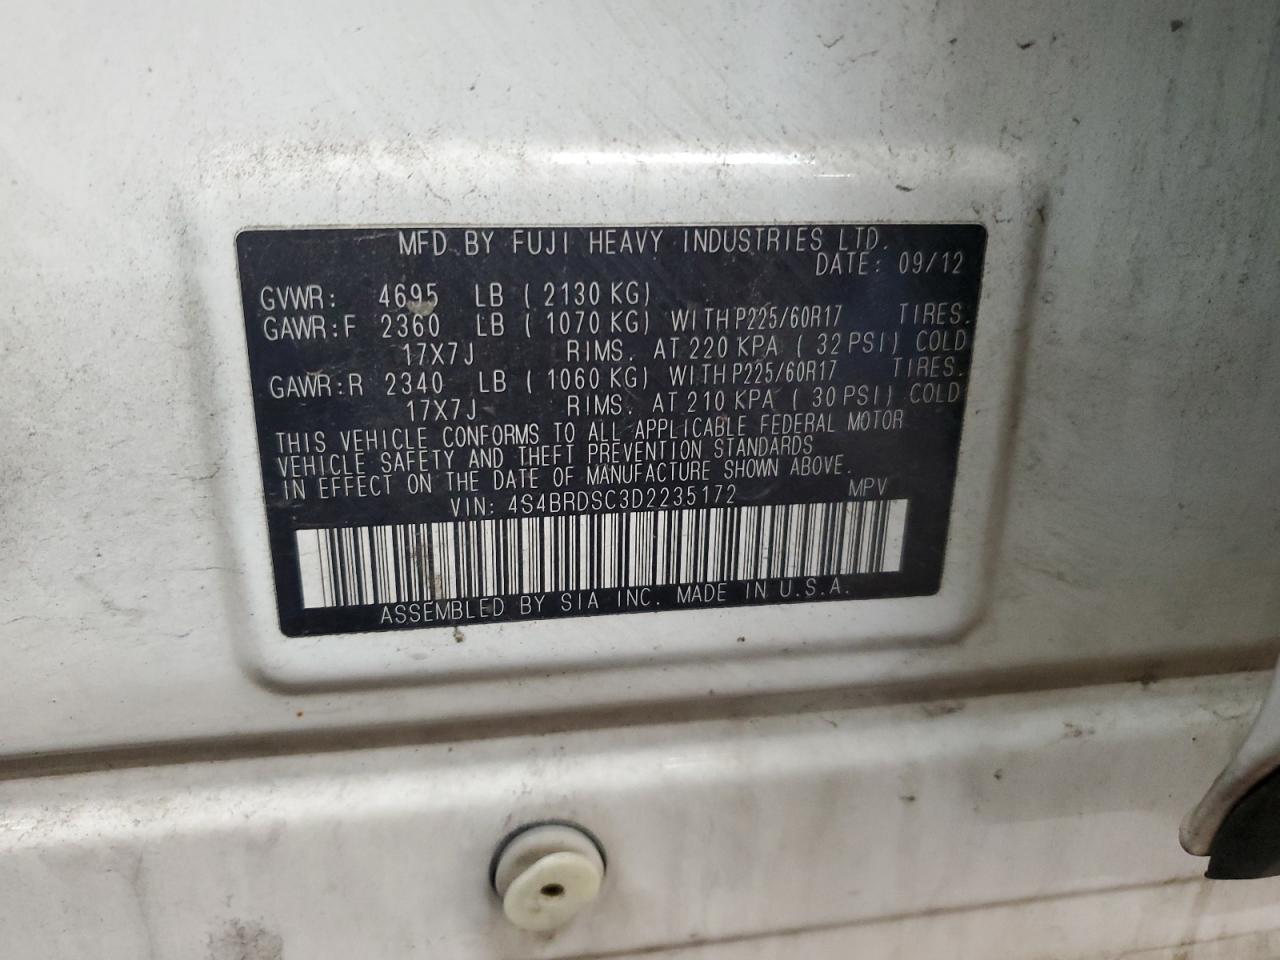 MFD. BY FUJI HEAVY INDUSTRIES LTD.
DATE: 09/12
GVWR: 4695 LB ( 2130 KG)
GAWR:F 2360 LB ( 1070 KG) WITH P225/60R17 TIRES.
17X7J RIMS. AT 220 KPA ( 32 PSI) COLD
GAWR:R 2340 LB ( 1060 KG) WITH P225/60R17 TIRES.
17X7J RIMS. AT 210 KPA ( 30 PSI) COLD
THIS VEHICLE CONFORMS TO ALL APPLICABLE FEDERAL MOTOR
VEHICLE SAFETY AND THEFT PREVENTION STANDARDS
IN EFFECT ON THE DATE OF MANUFACTURE SHOWN ABOVE.
VIN: 4S4BRDSC3D2235172 MPV
ASSEMBLED BY SIA INC. MADE IN U.S.A.